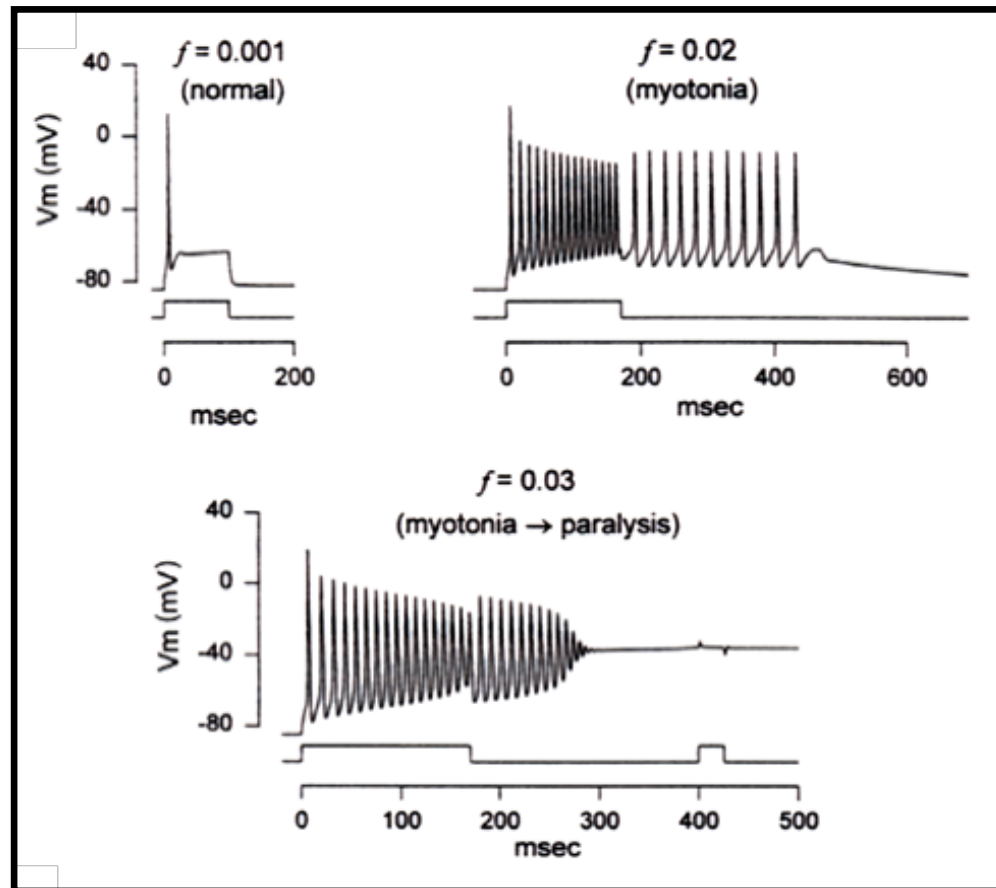 f = 0.001
(normal)
40
0
-40
-80
Vm (mV)
0 200
msec
f = 0.02
(myotonia)
0 200 400 600
msec
f = 0.03
(myotonia → paralysis)
40
0
-40
-80
Vm (mV)
0 100 200 300 400 500
msec